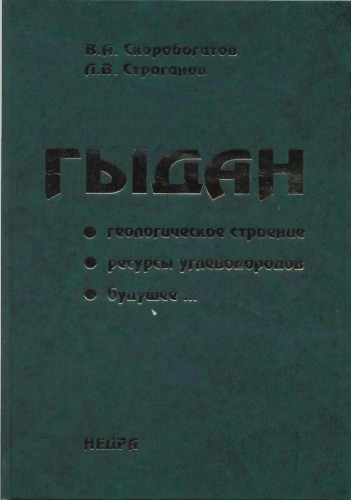 В.А. Скоробогатов
Л.В. Строганов
ГЫДАН
• геологическое строение
• ресурсы углеводородов
• будущее ...
НЕДРА